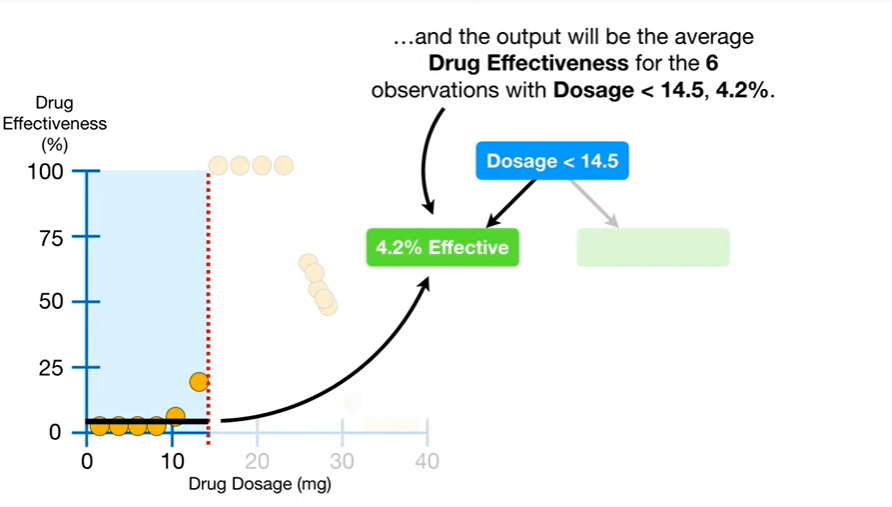 …and the output will be the average
Drug Effectiveness for the 6
observations with Dosage < 14.5, 4.2%.
Drug
Effectiveness
(%)
100
75
50
25
0
0 10 20 30 40
Drug Dosage (mg)
Dosage < 14.5
4.2% Effective